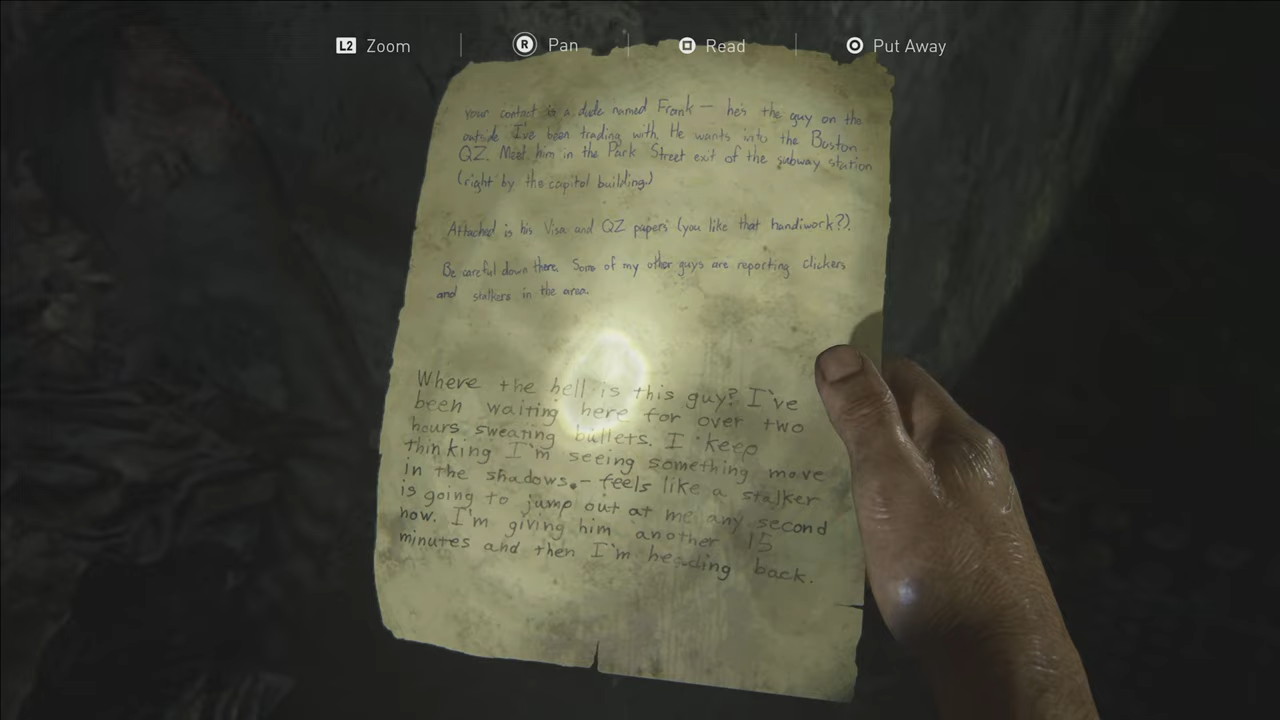 L2 Zoom R Pan Read Put Away
Your contact is a dude named Frank — he's the guy on the
outside I've been trading with. He wants into the Boston
QZ. Meet him in the Park Street exit of the subway station
(right by the capitol building.)
Attached is his Visa and QZ papers (you like that handiwork?).
Be careful down there. Some of my other guys are reporting clickers
and stalkers in the area.
Where the hell is this guy? I've
been waiting here for over two
hours sweating bullets. I keep
thinking I'm seeing something move
in the shadows. - feels like a stalker
is going to jump out at me any second
now. I'm giving him another 15
minutes and then I'm heading back.